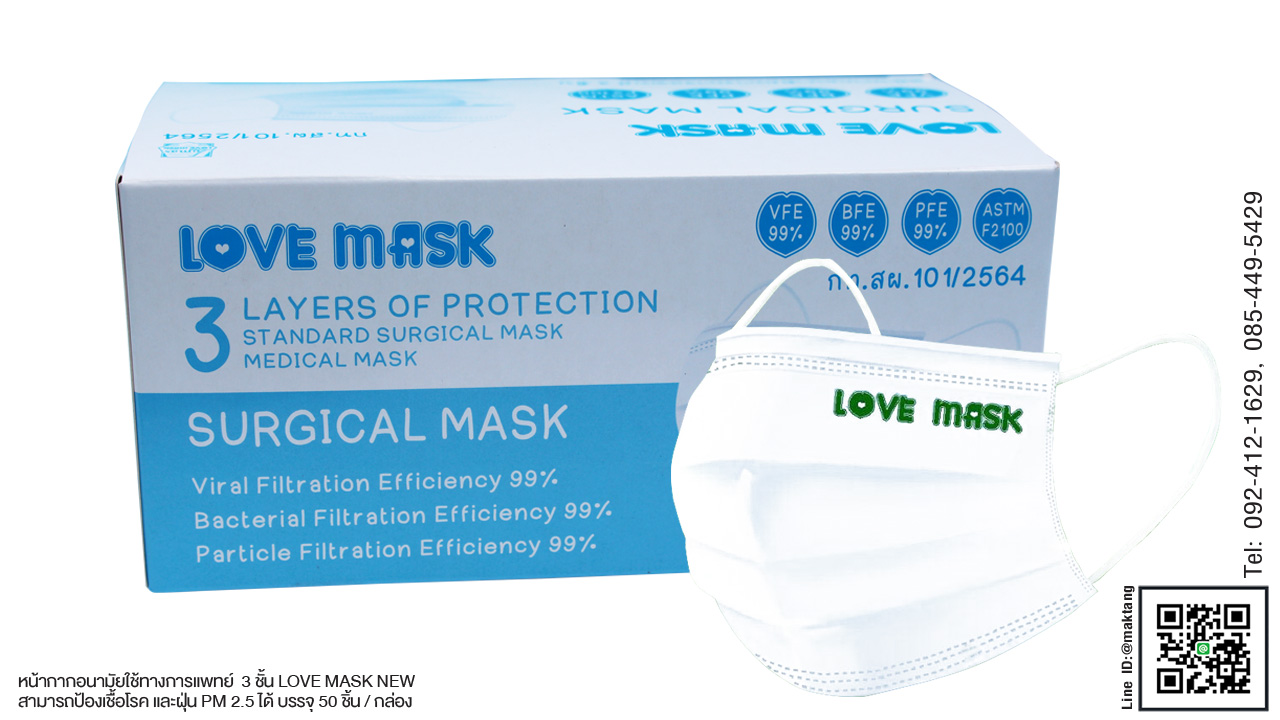 LOVE MASK
SURGICAL MASK
กท.สผ.101/2564
LOVE MASK
3 LAYERS OF PROTECTION
STANDARD SURGICAL MASK
MEDICAL MASK
SURGICAL MASK
Viral Filtration Efficiency 99%
Bacterial Filtration Efficiency 99%
Particle Filtration Efficiency 99%
VFE 99%
BFE 99%
PFE 99%
ASTM F2100
กท.สผ.101/2564
LOVE MASK
Tel: 092-412-1629, 085-449-5429
Line ID:@maktang
หน้ากากอนามัยใช้ทางการแพทย์ 3 ชั้น LOVE MASK NEW
สามารถป้องเชื้อโรค และฝุ่น PM 2.5 ได้ บรรจุ 50 ชิ้น / กล่อง